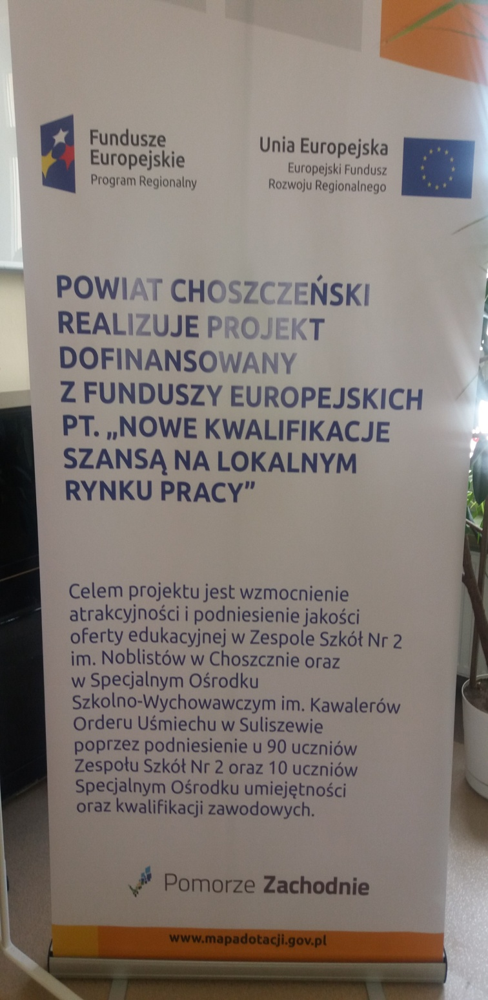 Fundusze
Europejskie
Program Regionalny
Unia Europejska
Europejski Fundusz
Rozwoju Regionalnego
POWIAT CHOSZCZEŃSKI
REALIZUJE PROJEKT
DOFINANSOWANY
Z FUNDUSZY EUROPEJSKICH
PT. „NOWE KWALIFIKACJE
SZANSĄ NA LOKALNYM
RYNKU PRACY”
Celem projektu jest wzmocnienie
atrakcyjności i podniesienie jakości
oferty edukacyjnej w Zespole Szkół Nr 2
im. Noblistów w Choszcznie oraz
w Specjalnym Ośrodku
Szkolno-Wychowawczym im. Kawalerów
Orderu Uśmiechu w Suliszewie
poprzez podniesienie u 90 uczniów
Zespołu Szkół Nr 2 oraz 10 uczniów
Specjalnym Ośrodku umiejętności
oraz kwalifikacji zawodowych.
Pomorze Zachodnie
www.mapadotacji.gov.pl